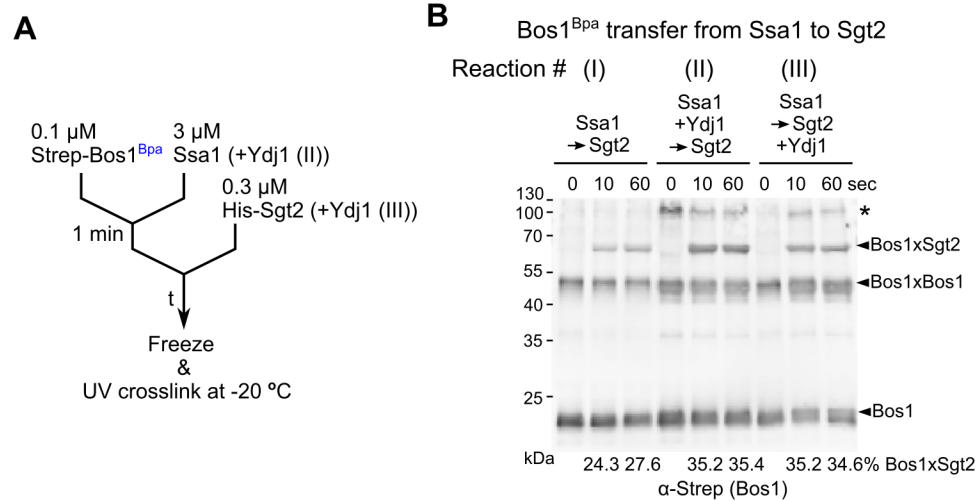 A
0.1 µM
Strep-Bos1Bpa
3 µM
Ssa1 (+Ydj1 (II))
0.3 µM
His-Sgt2 (+Ydj1 (III))
1 min
t
Freeze
&
UV crosslink at -20 ºC
B
Bos1Bpa transfer from Ssa1 to Sgt2
Reaction # (I) (II) (III)
Ssa1
→ Sgt2
Ssa1
+Ydj1
→ Sgt2
Ssa1
→ Sgt2
+Ydj1
0 10 60 0 10 60 0 10 60 sec
130
100
70
55
40
35
25
kDa
*
Bos1xSgt2
Bos1xBos1
Bos1
24.3 27.6 35.2 35.4 35.2 34.6% Bos1xSgt2
α-Strep (Bos1)